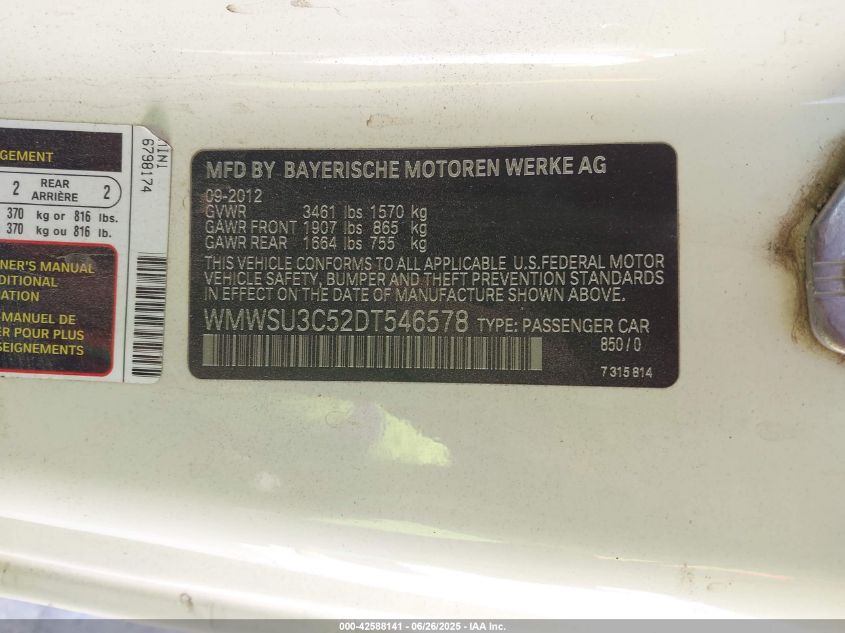 GEMENT
2 REAR ARRIÈRE 2
370 kg or 816 lbs.
370 kg ou 816 lb.
NER'S MANUAL
DITIONAL
ATION
MANUEL DE
ER POUR PLUS
SEIGNEMENTS
MINI
6798174
MFD BY BAYERISCHE MOTOREN WERKE AG
09-2012
GVWR 3461 lbs 1570 kg
GAWR FRONT 1907 lbs 865 kg
GAWR REAR 1664 lbs 755 kg
THIS VEHICLE CONFORMS TO ALL APPLICABLE U.S.FEDERAL MOTOR
VEHICLE SAFETY, BUMPER AND THEFT PREVENTION STANDARDS
IN EFFECT ON THE DATE OF MANUFACTURE SHOWN ABOVE.
WMWSU3C52DT546578 TYPE: PASSENGER CAR
850/0
7 315 814
000-42588141 - 06/26/2025 - IAA Inc.